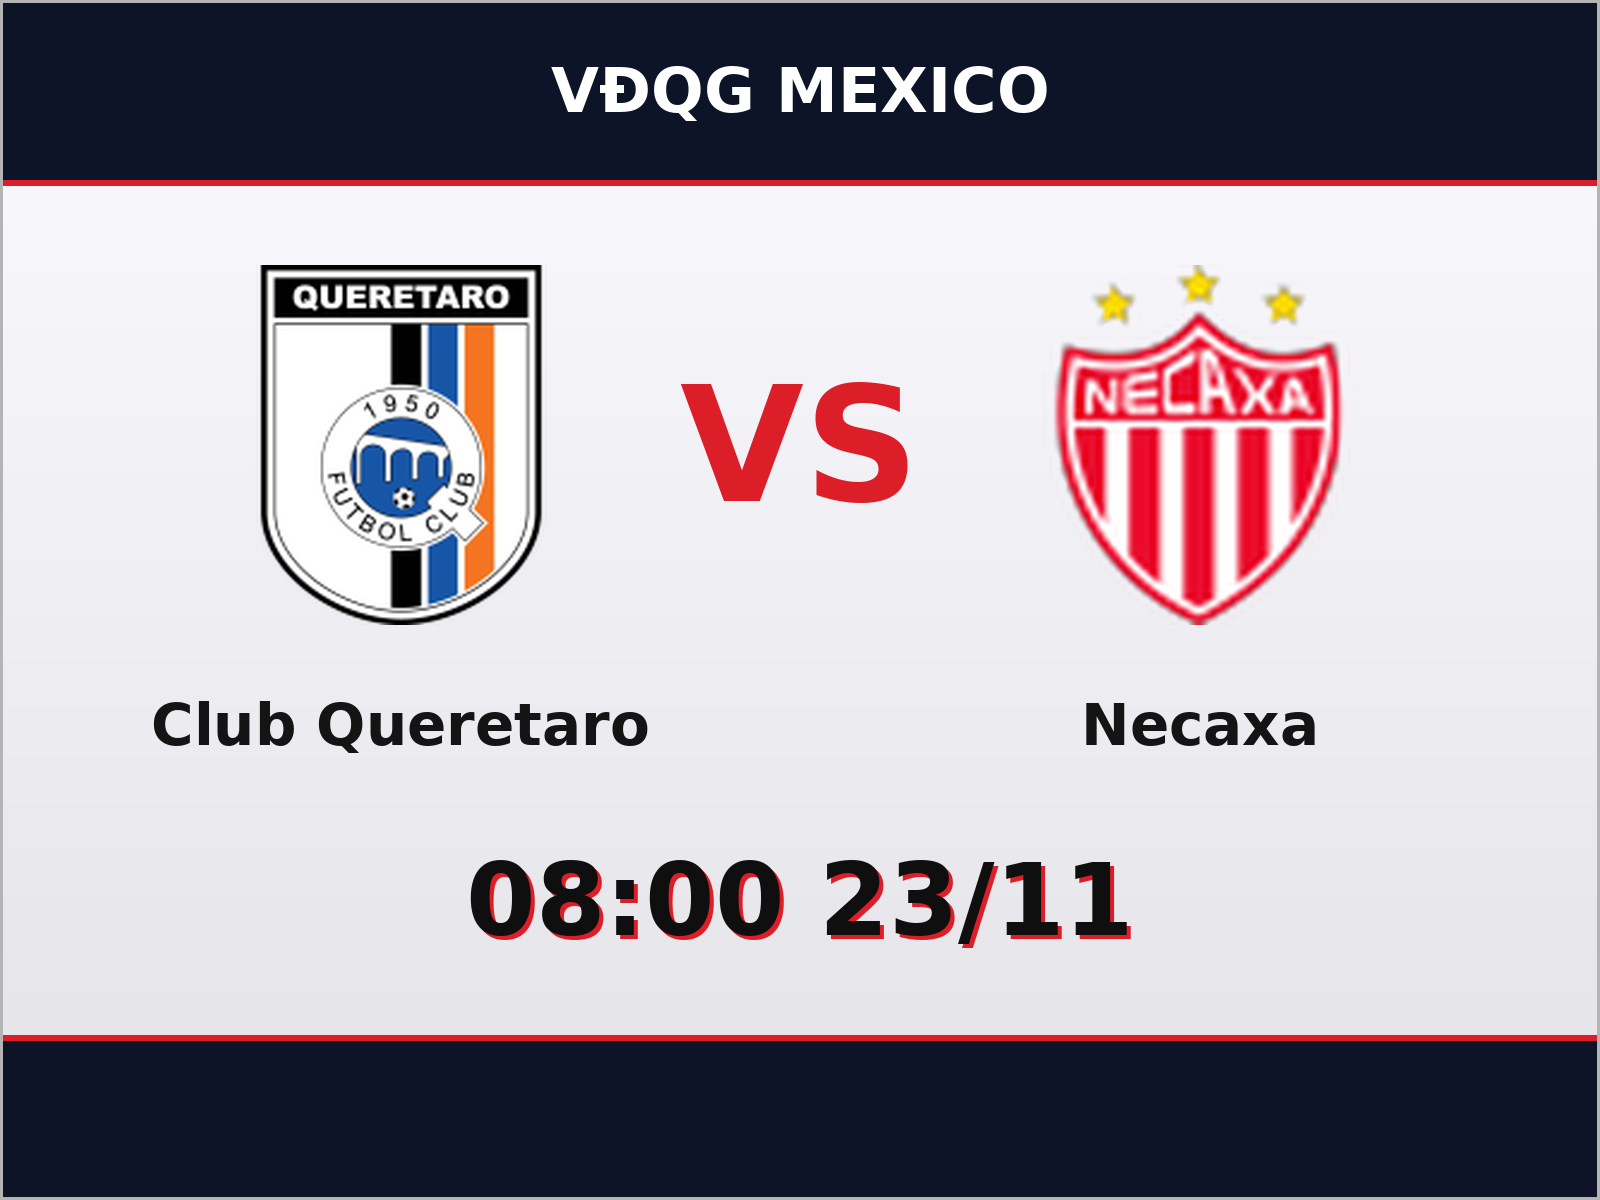 VĐQG MEXICO
QUERETARO
1950
FUTBOL CLUB
VS
NECAXA
Club Queretaro
Necaxa
08:00 23/11